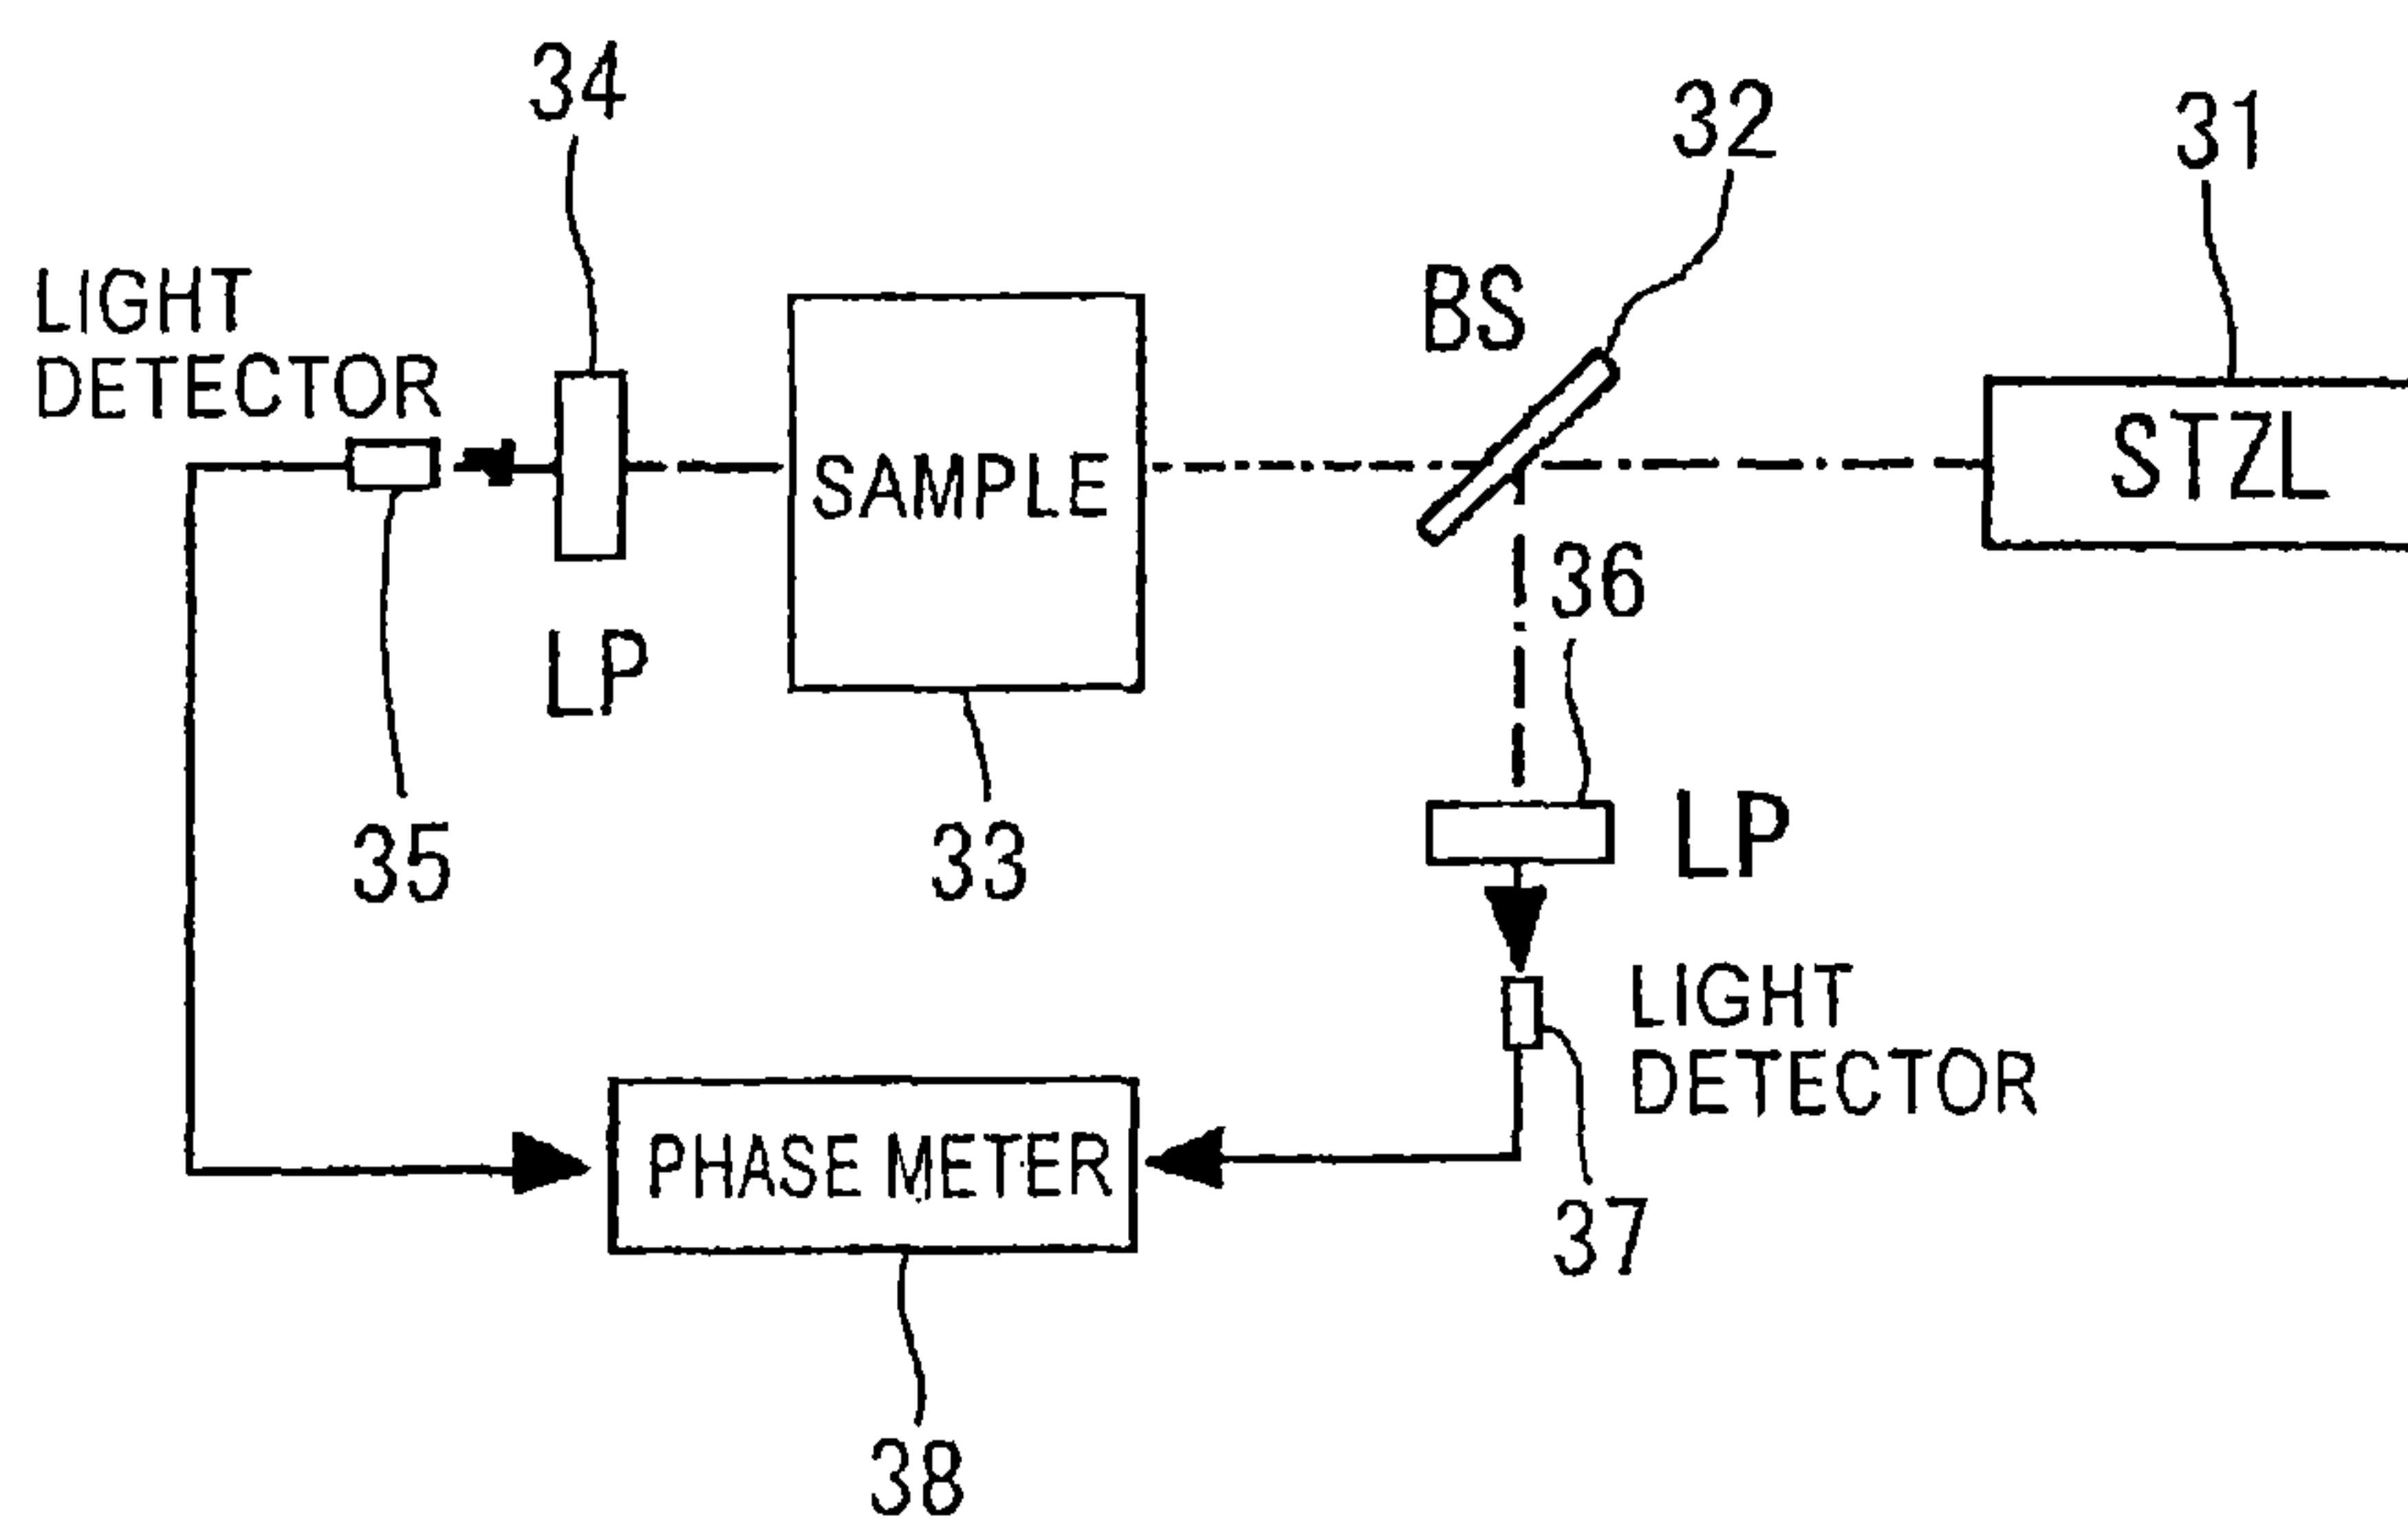 34
32
31
LIGHT
DETECTOR
BS
STZL
SAMPLE
36
LP
LP
35
33
LIGHT
DETECTOR
PHASE METER
37
38